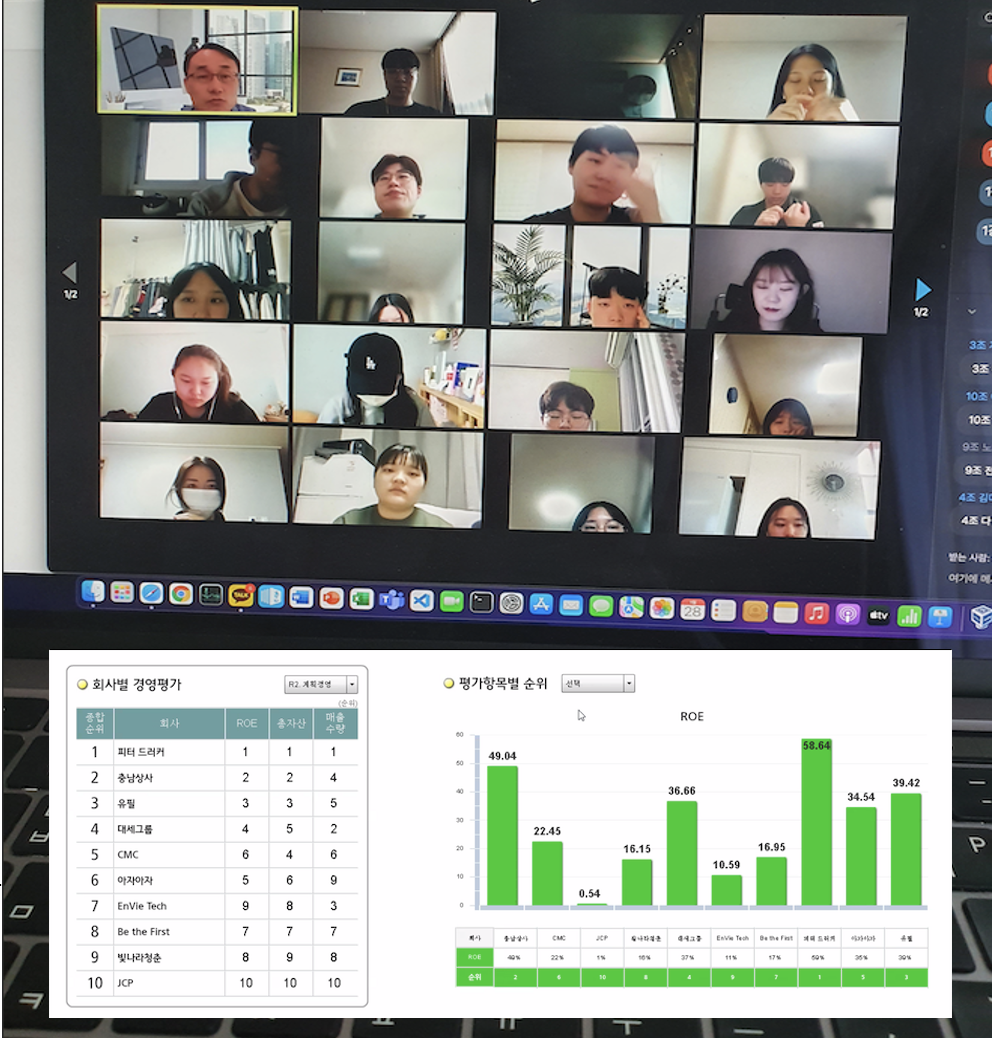 LA
1/2
1/2
3조
3조
10조
10조
9조 노
9조 전
4조 김
4조 다
받는 사람:
여기에 메
TALK
28
tv
회사별 경영평가
R2. 계획경영
(순위)
종합 순위 회사 ROE 총자산 매출 수량
1 피터 드러커 1 1 1
2 충남상사 2 2 4
3 유필 3 3 5
4 대세그룹 4 5 2
5 CMC 6 4 6
6 아자아자 5 6 9
7 EnVie Tech 9 8 3
8 Be the First 7 7 7
9 빛나라청춘 8 9 8
10 JCP 10 10 10
평가항목별 순위
선택
ROE
60
50
40
30
20
10
0
49.04
22.45
0.54
16.15
36.66
10.59
16.95
58.64
34.54
39.42
회사 충남상사 CMC JCP 빛나라청춘 대세그룹 EnVie Tech Be the First 피터 드러커 아자아자 유필
ROE 49% 22% 1% 16% 37% 11% 17% 59% 35% 39%
순위 2 6 10 8 4 9 7 1 5 3